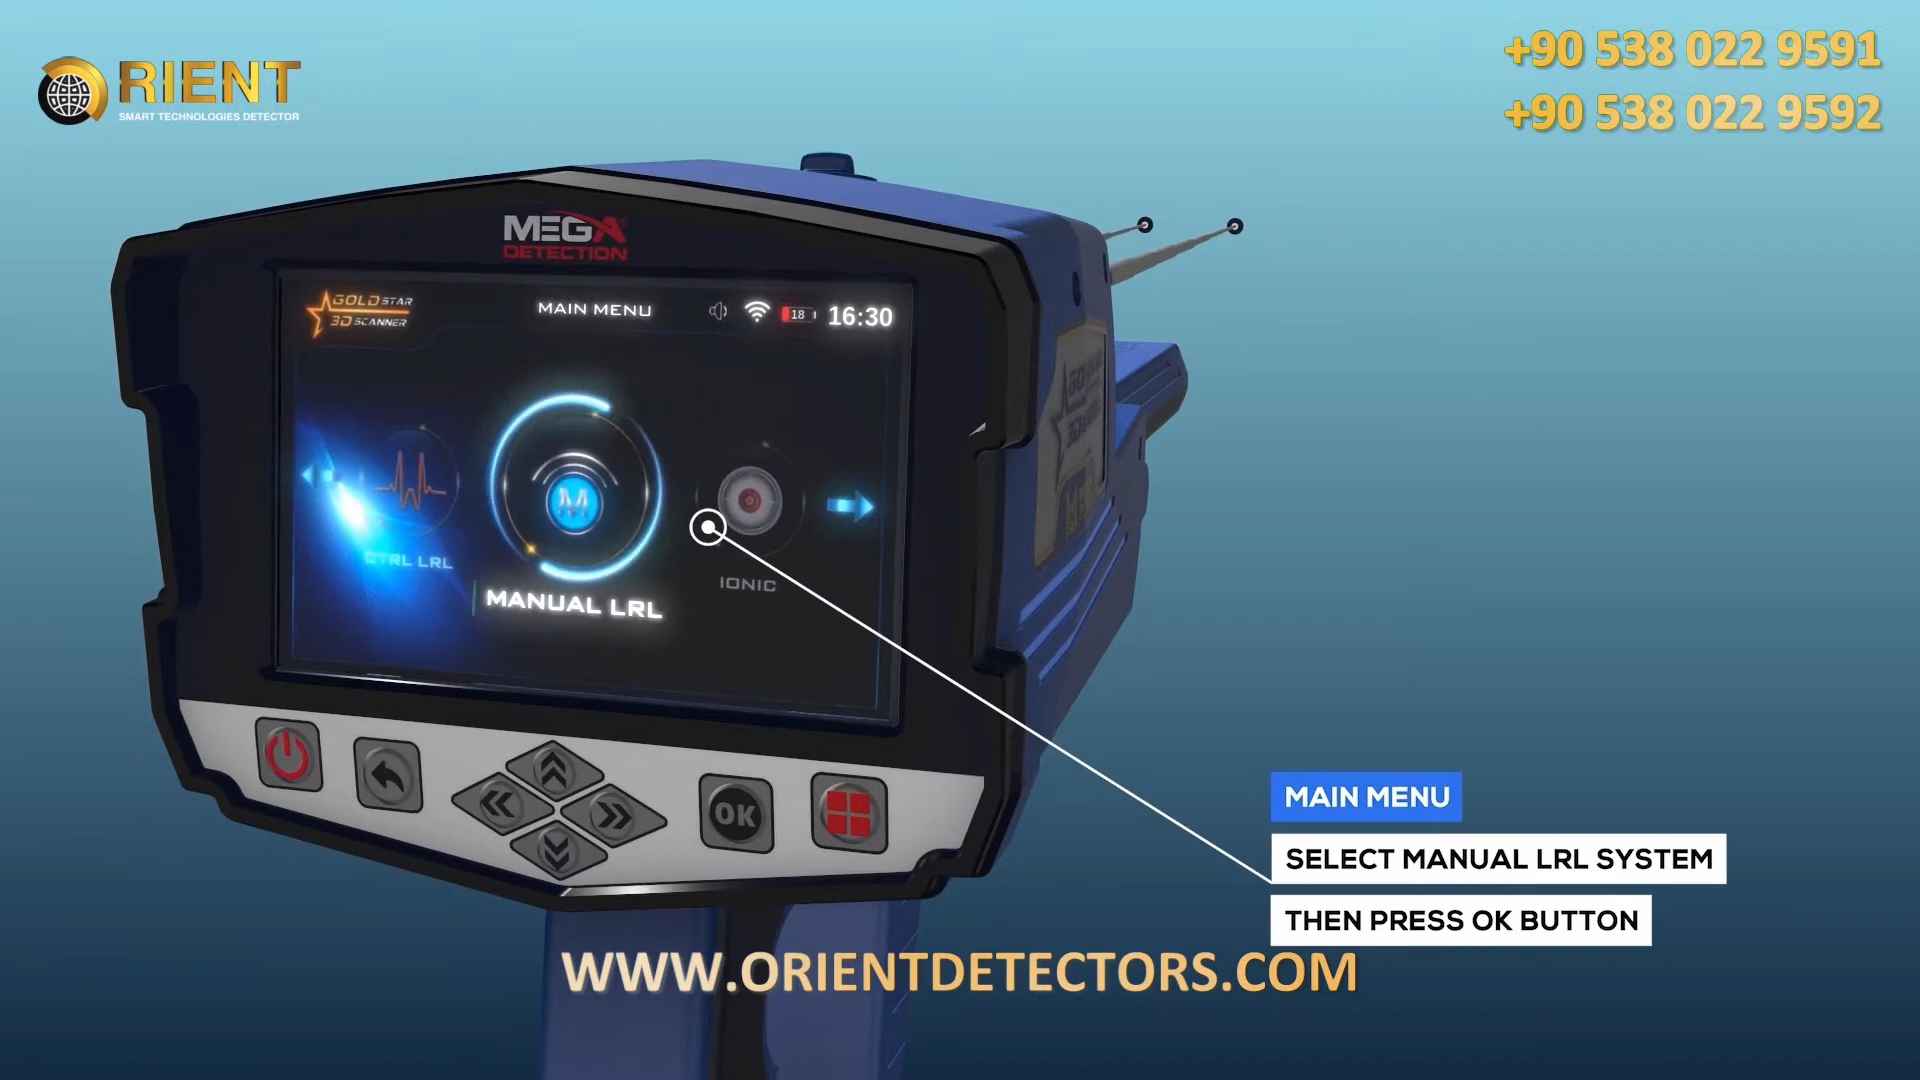 ORIENT
SMART TECHNOLOGIES DETECTOR
+90 538 022 9591
+90 538 022 9592
MEGA
DETECTION
GOLD STAR
3D SCANNER
MAIN MENU
18
16:30
M
CTRL LRL
MANUAL LRL
IONIC
OK
MAIN MENU
SELECT MANUAL LRL SYSTEM
THEN PRESS OK BUTTON
WWW.ORIENTDETECTORS.COM